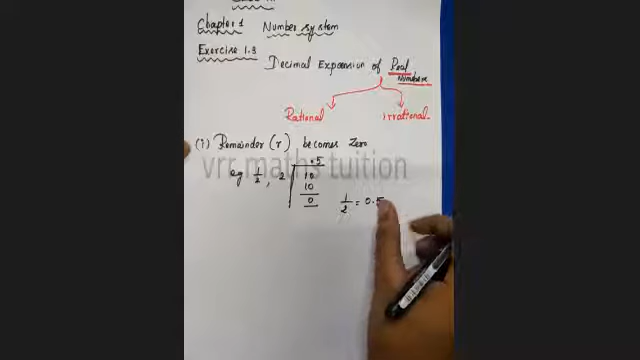 Chapter 1 Number system
Exercise 1.3
Decimal Expansion of Real
Numbers
Rational irrational
(i) Remainder (r) becomes Zero
vrr maths tuition
.5
eg 1/2, 2 10
10
0
1/2 = 0.5